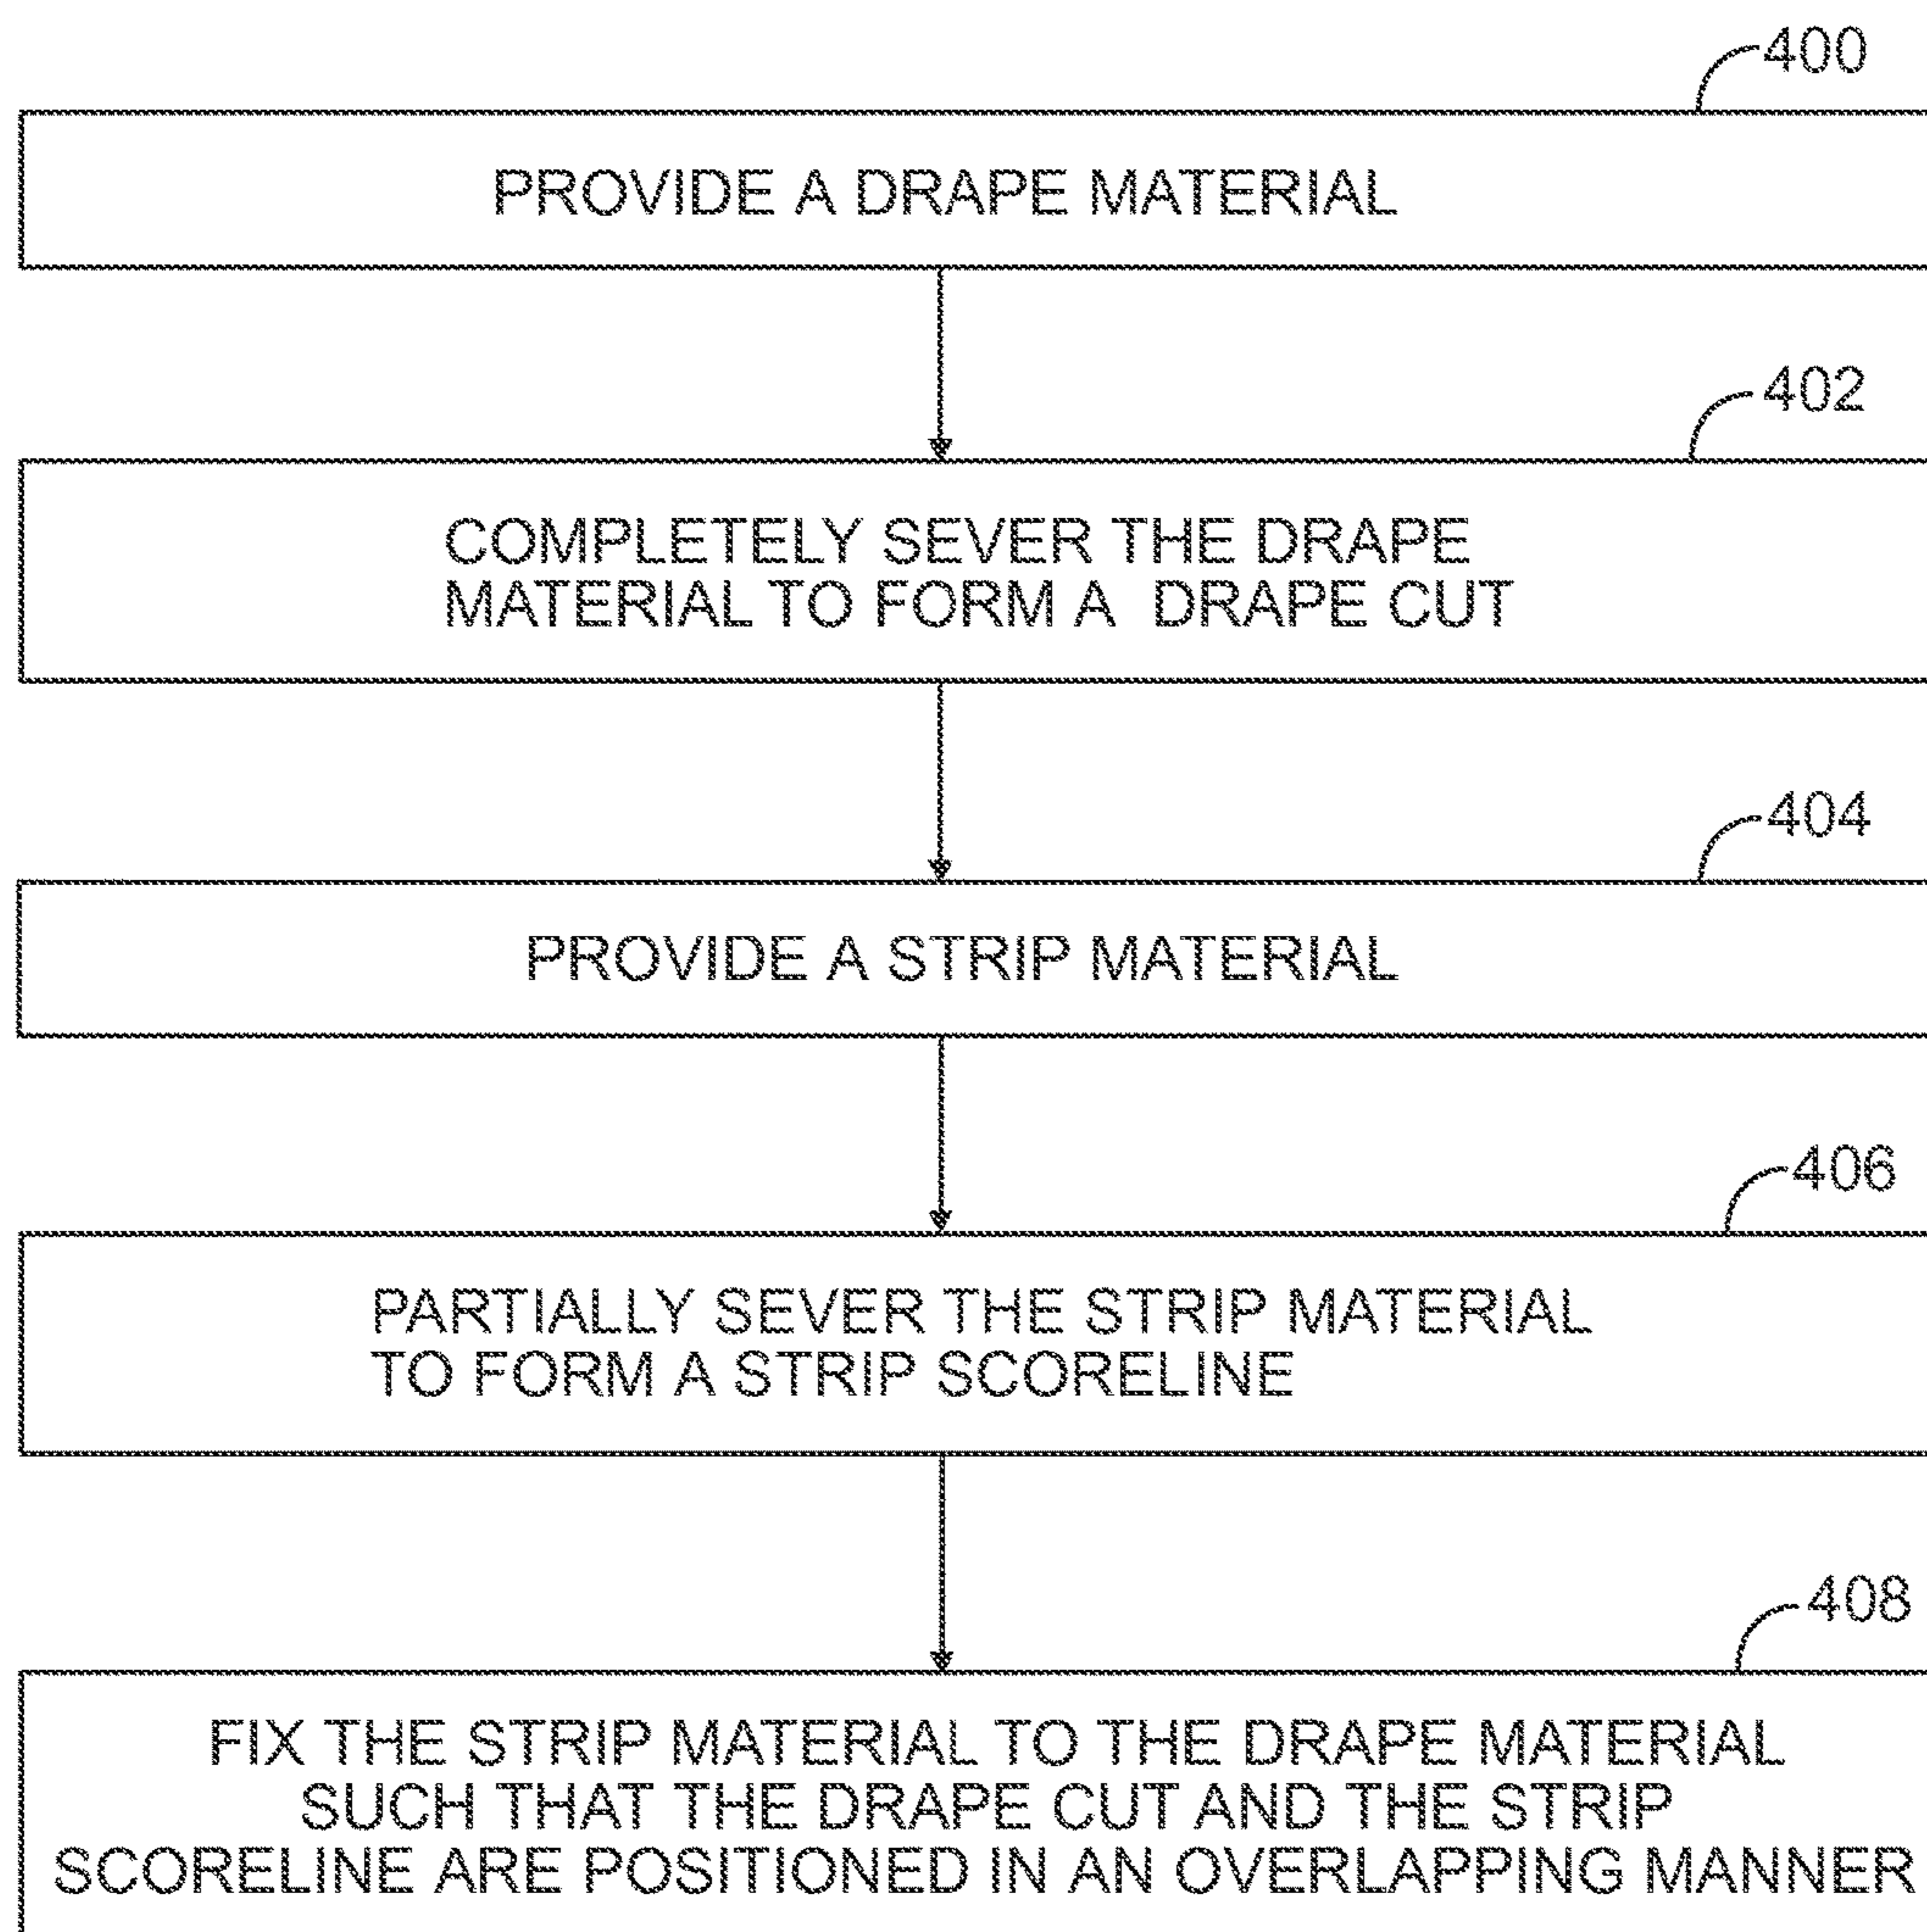 400
PROVIDE A DRAPE MATERIAL
402
COMPLETELY SEVER THE DRAPE
MATERIAL TO FORM A DRAPE CUT
404
PROVIDE A STRIP MATERIAL
406
PARTIALLY SEVER THE STRIP MATERIAL
TO FORM A STRIP SCORELINE
408
FIX THE STRIP MATERIAL TO THE DRAPE MATERIAL
SUCH THAT THE DRAPE CUT AND THE STRIP
SCORELINE ARE POSITIONED IN AN OVERLAPPING MANNER